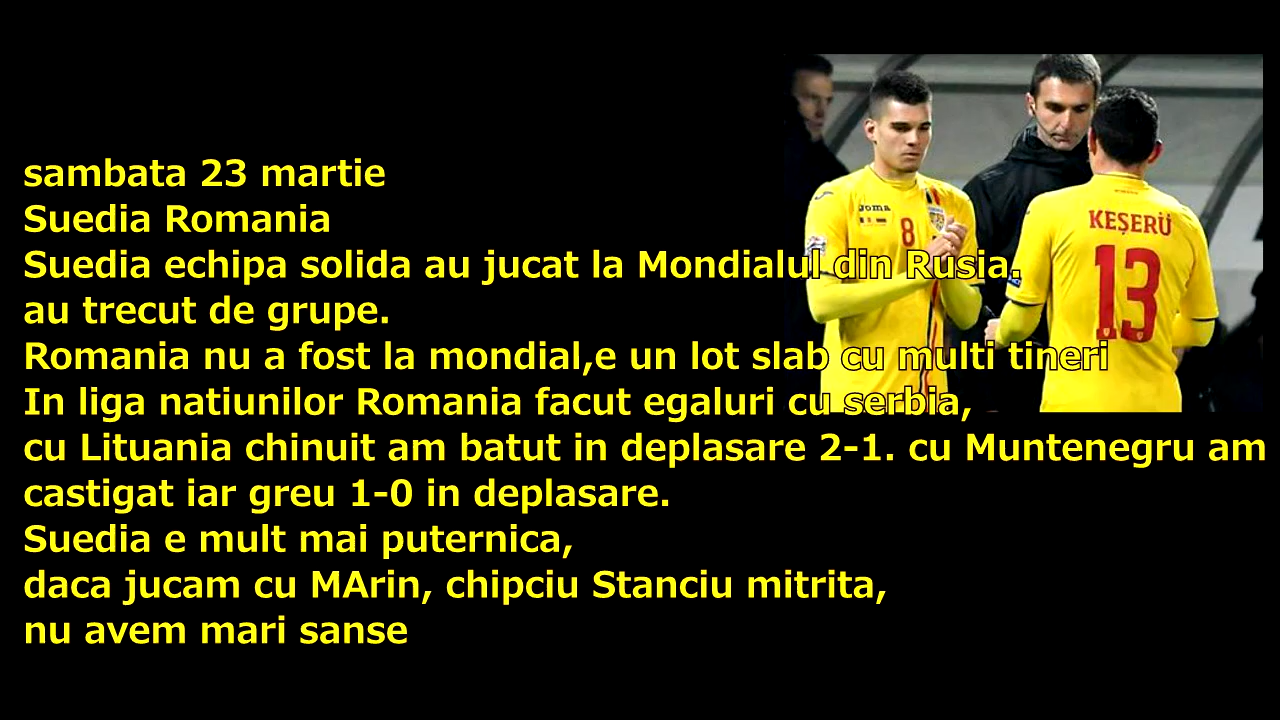 sambata 23 martie
Suedia Romania
Suedia echipa solida au jucat la Mondialul din Rusia.
au trecut de grupe.
Romania nu a fost la mondial,e un lot slab cu multi tineri
In liga natiunilor Romania facut egaluri cu serbia,
cu Lituania chinuit am batut in deplasare 2-1. cu Muntenegru am
castigat iar greu 1-0 in deplasare.
Suedia e mult mai puternica,
daca jucam cu MArin, chipciu Stanciu mitrita,
nu avem mari sanse
Joma
8
KEȘERÜ
13